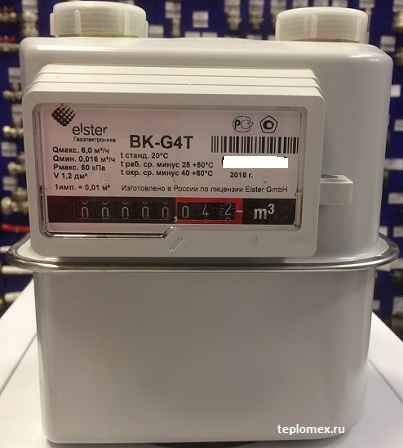 elster
Газэлектроника
BK-G4T
Qмакс. 6,0 м³/ч
t станд. 20°C
Qмин. 0,016 м³/ч
t раб. ср. минус 25 +50°C
Pмакс. 50 кПа
t окр. ср. минус 40 +60°C
V 1,2 дм³
2016 г.
1имп. = 0,01 м³
Изготовлено в России по лицензии Elster GmbH
00000,042 m³
teplomex.ru